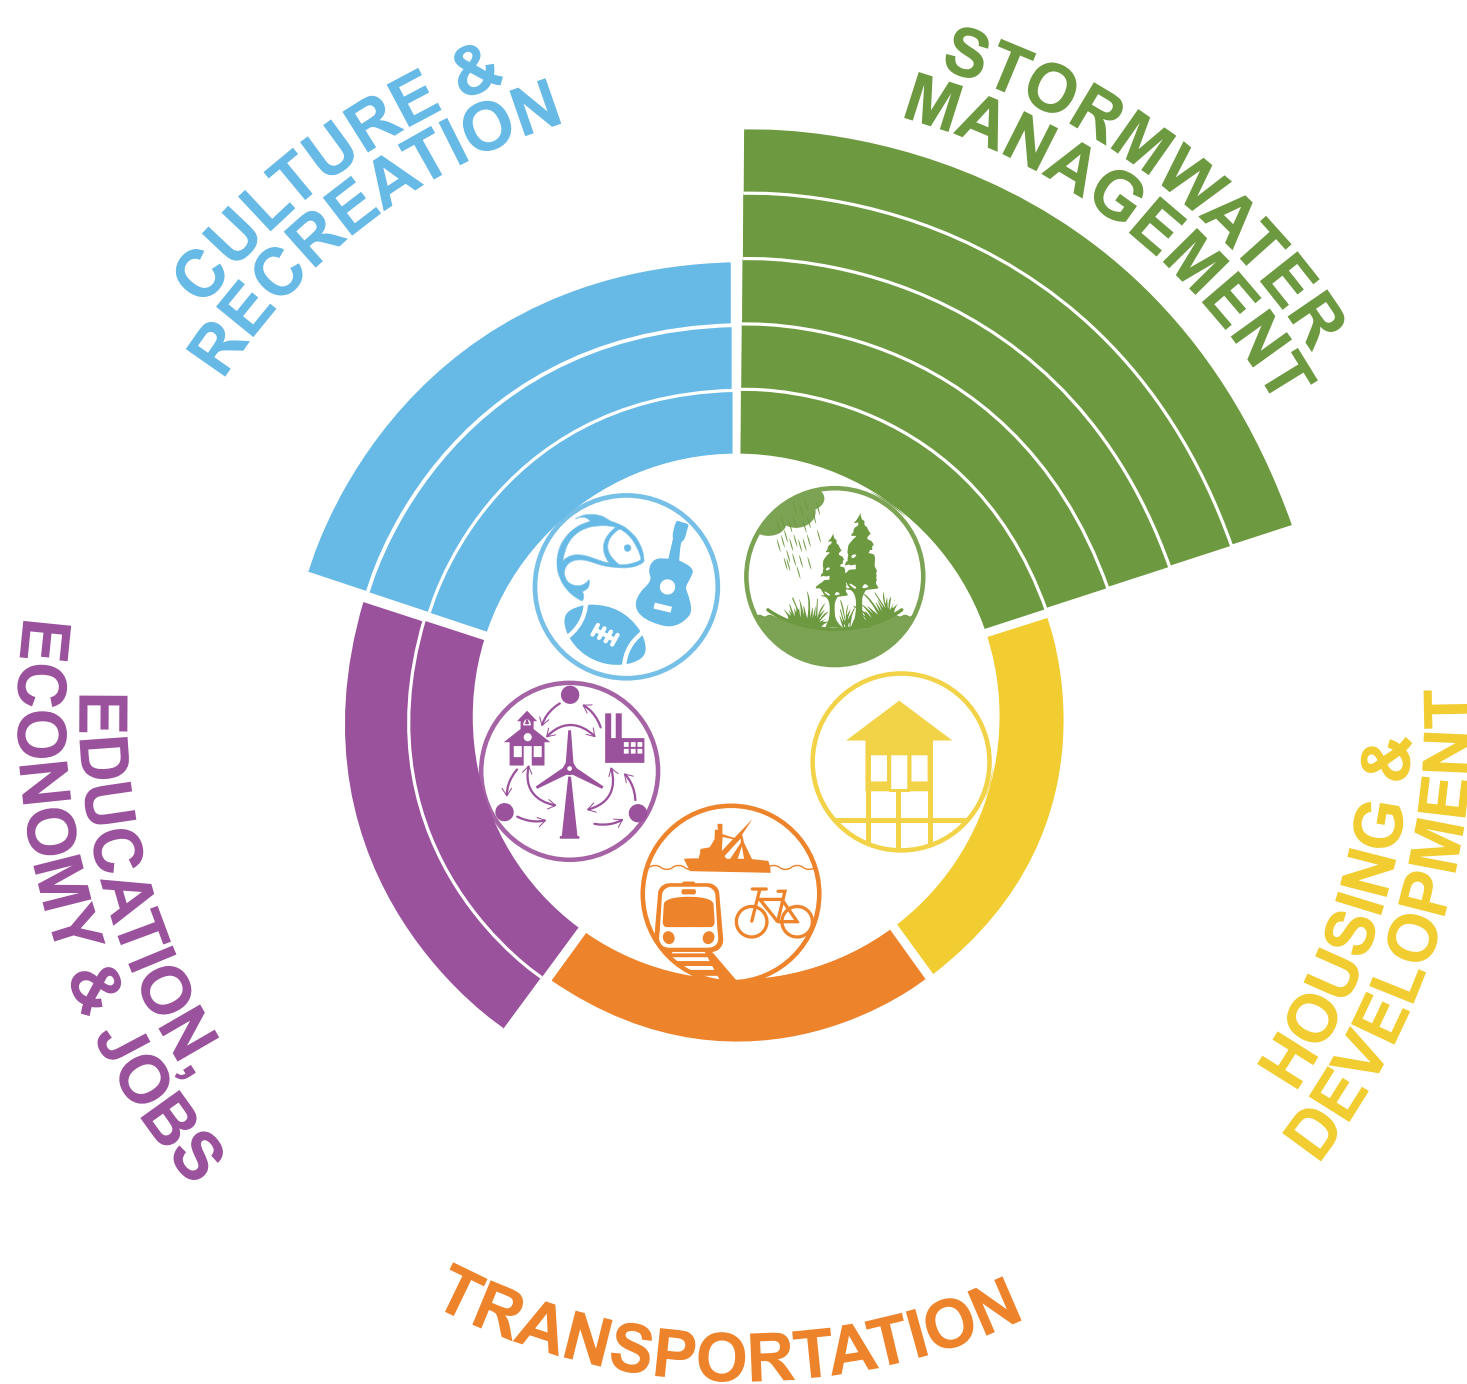 CULTURE &
RECREATION
STORMWATER
MANAGEMENT
HOUSING &
DEVELOPMENT
TRANSPORTATION
EDUCATION,
ECONOMY & JOBS